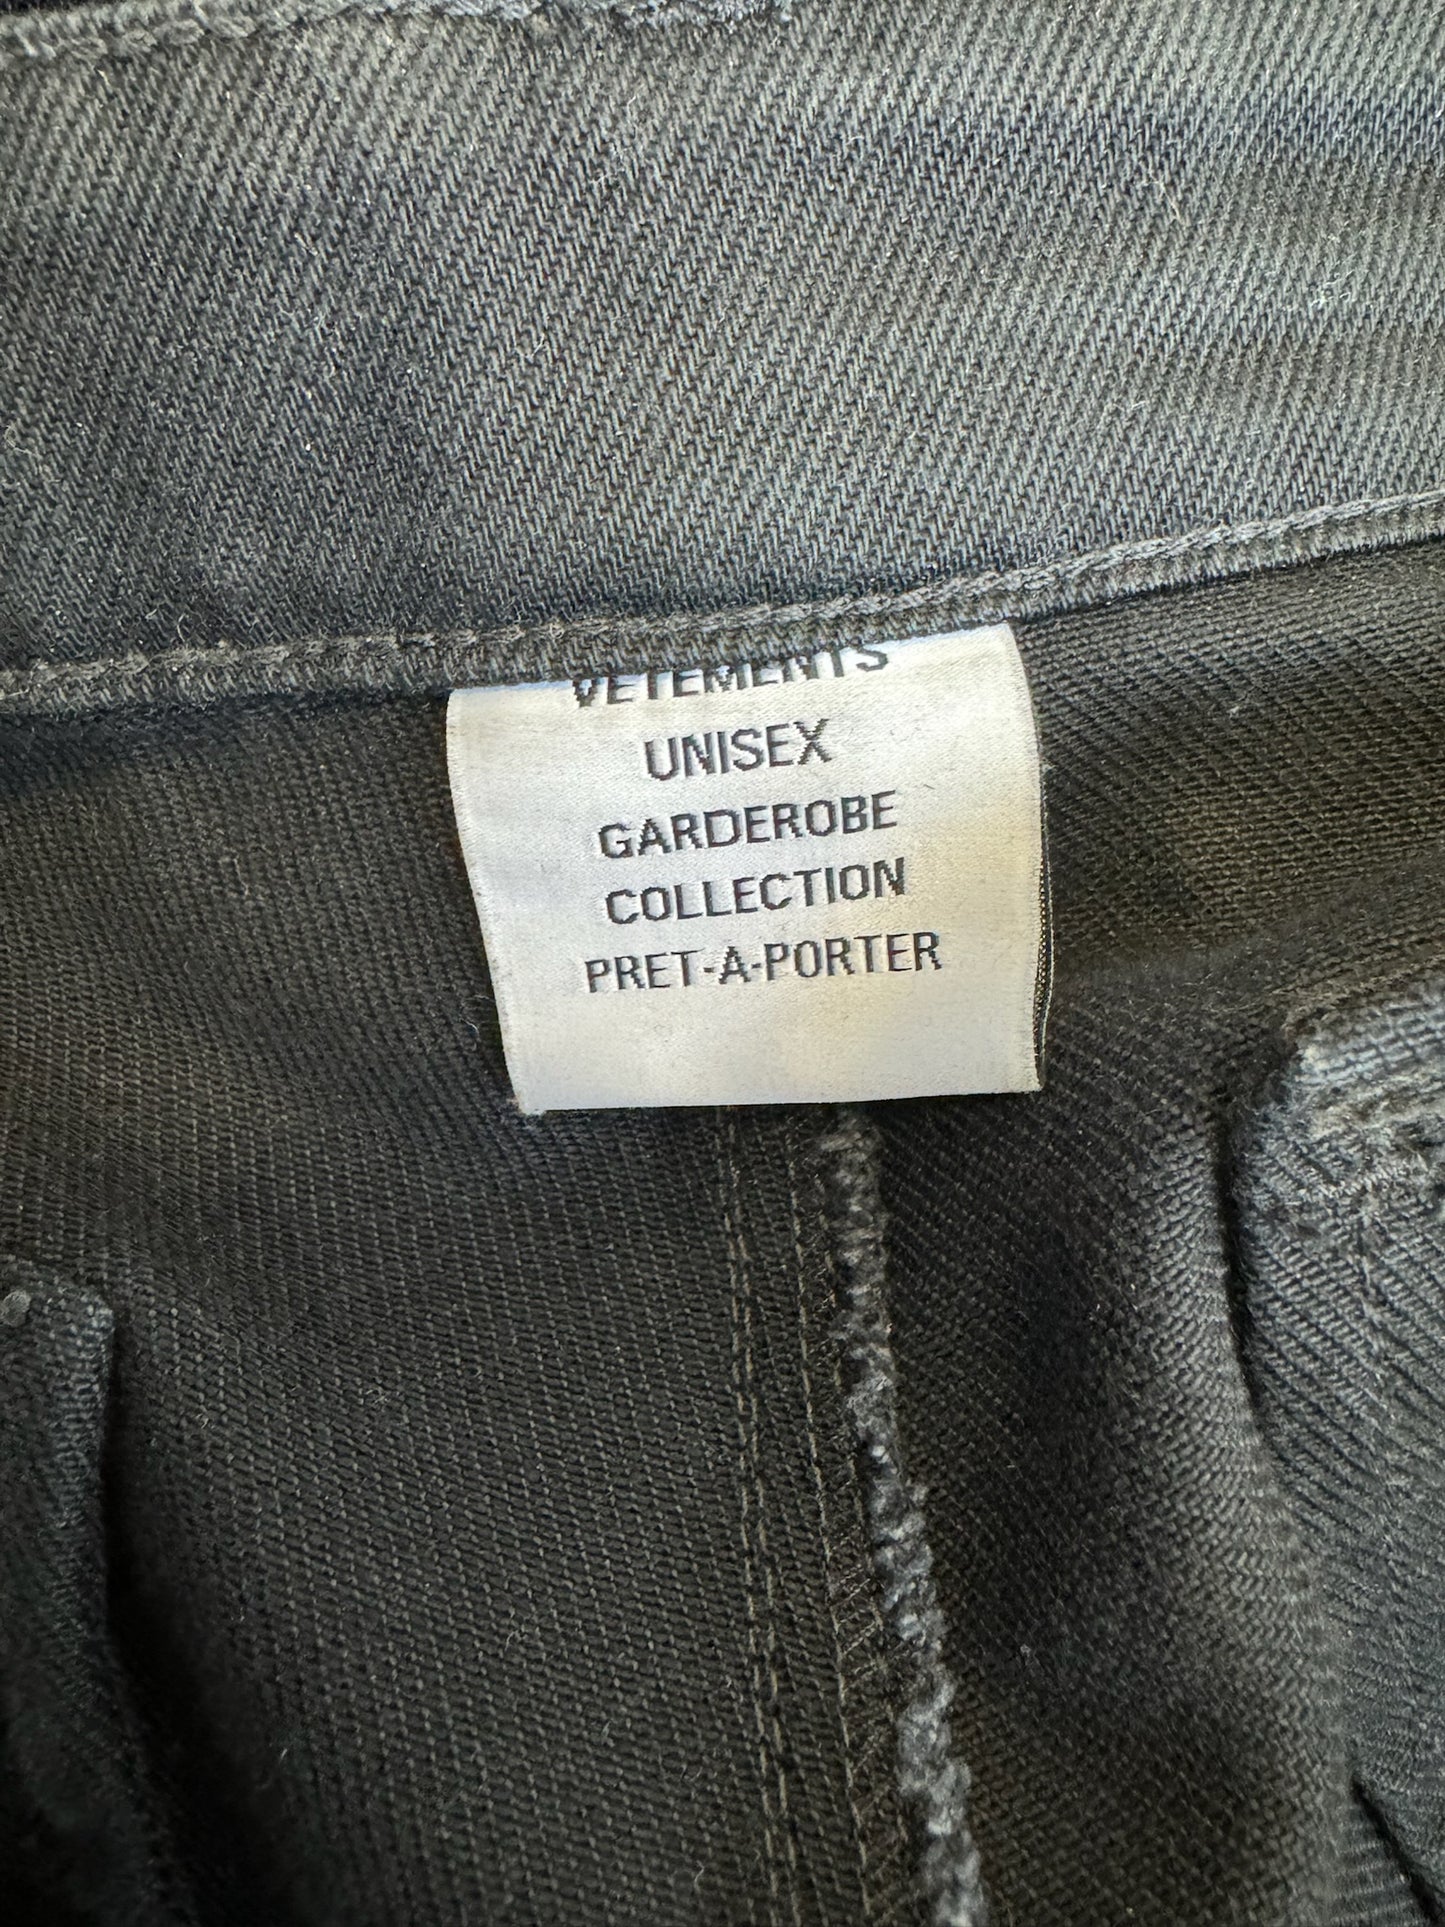 VETEMENTS
UNISEX
GARDEROBE
COLLECTION
PRET-A-PORTER